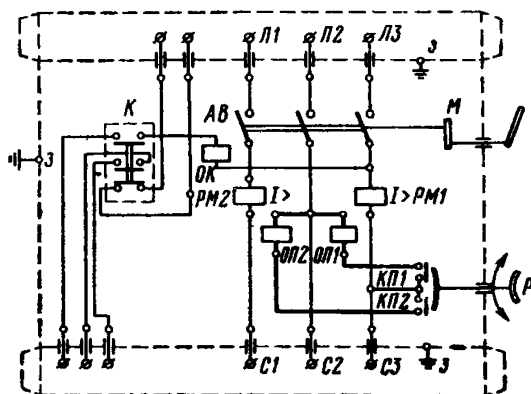 Л1 Л2 Л3
З
К
АВ
М
З
ОК
РМ2
I>
I>РМ1
ОП2
ОП1
КП1
КП2
Р
С1
С2
С3
З